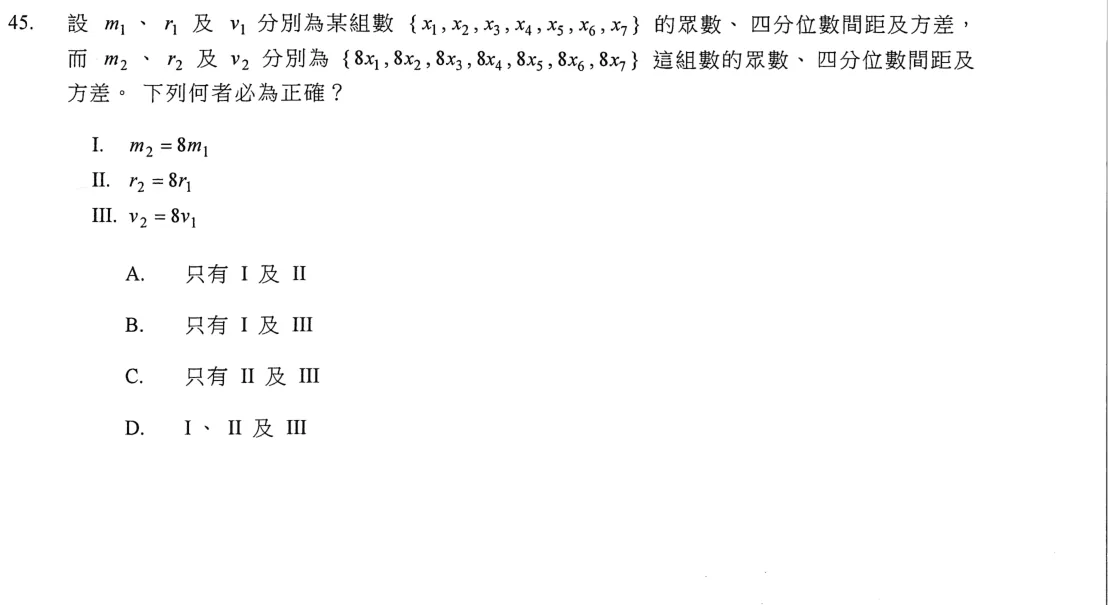 45. 設 m₁、 r₁ 及 v₁ 分別為某組數 { x₁ , x₂ , x₃ , x₄ , x₅ , x₆ , x₇ } 的眾數、四分位數間距及方差，
而 m₂ 、 r₂ 及 v₂ 分別為 { 8x₁ , 8x₂ , 8x₃ , 8x₄ , 8x₅ , 8x₆ , 8x₇ } 這組數的眾數、四分位數間距及
方差。下列何者必為正確？
I. m₂ = 8m₁
II. r₂ = 8r₁
III. v₂ = 8v₁
A. 只有 I 及 II
B. 只有 I 及 III
C. 只有 II 及 III
D. I、 II 及 III